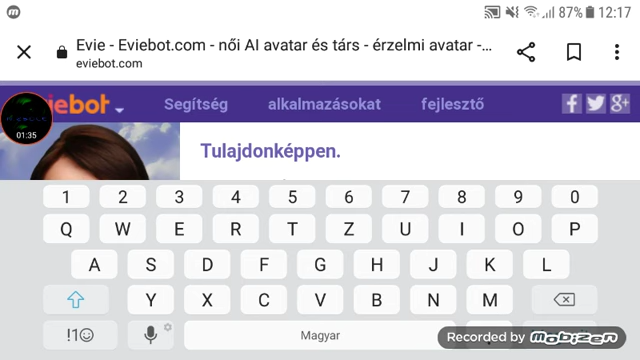 87% 12:17
Evie - Eviebot.com - női AI avatar és társ - érzelmi avatar -...
eviebot.com
eviebot Segítség alkalmazásokat fejlesztő
01:35
Tulajdonképpen.
1 2 3 4 5 6 7 8 9 0
Q W E R T Z U I O P
A S D F G H J K L
Y X C V B N M
!1☺ Magyar
Recorded by Mobizen